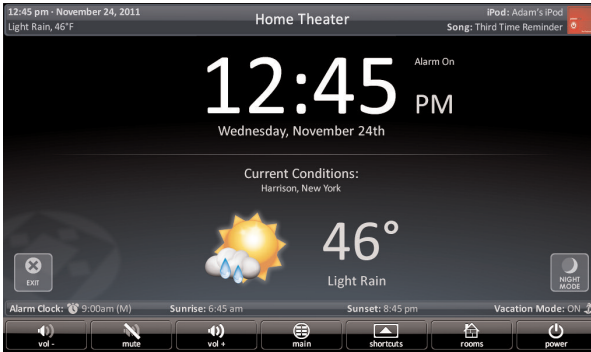 12:45 pm - November 24, 2011
Light Rain, 46°F
Home Theater
iPod: Adam's iPod
Song: Third Time Reminder
12:45 PM
Alarm On
Wednesday, November 24th
Current Conditions:
Harrison, New York
46°
Light Rain
EXIT
NIGHT
MODE
Alarm Clock: 9:00am (M) Sunrise: 6:45 am Sunset: 8:45 pm Vacation Mode: ON
vol - mute vol + main shortcuts rooms power